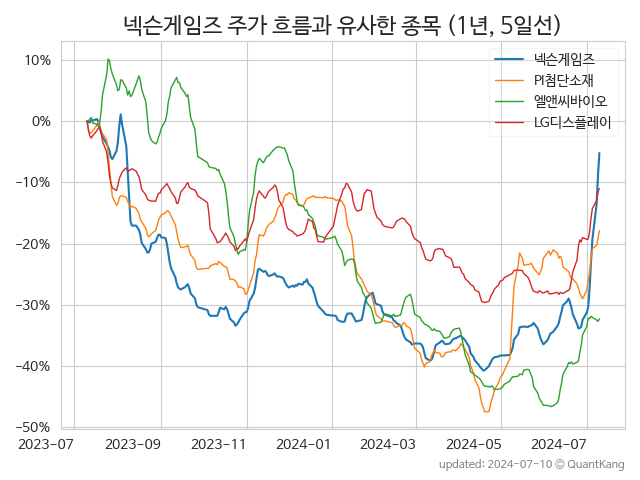 넥슨게임즈 주가 흐름과 유사한 종목 (1년, 5일선)
넥슨게임즈
PI첨단소재
엘앤씨바이오
LG디스플레이
10%
0%
−10%
−20%
−30%
−40%
−50%
2023-07
2023-09
2023-11
2024-01
2024-03
2024-05
2024-07
updated: 2024-07-10 © QuantKang